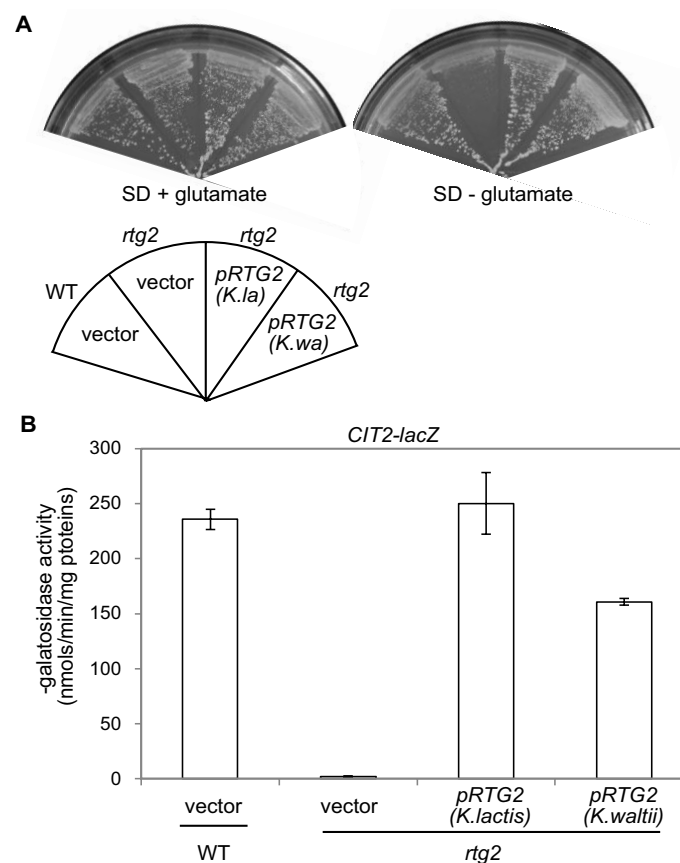 A
SD + glutamate
SD - glutamate
rtg2
rtg2
WT
vector
pRTG2
(K.la)
rtg2
vector
pRTG2
(K.wa)
B
CIT2-lacZ
-galatosidase activity
(nmols/min/mg ptoteins)
300
250
200
150
100
50
0
vector
vector
pRTG2
(K.lactis)
pRTG2
(K.waltii)
WT
rtg2